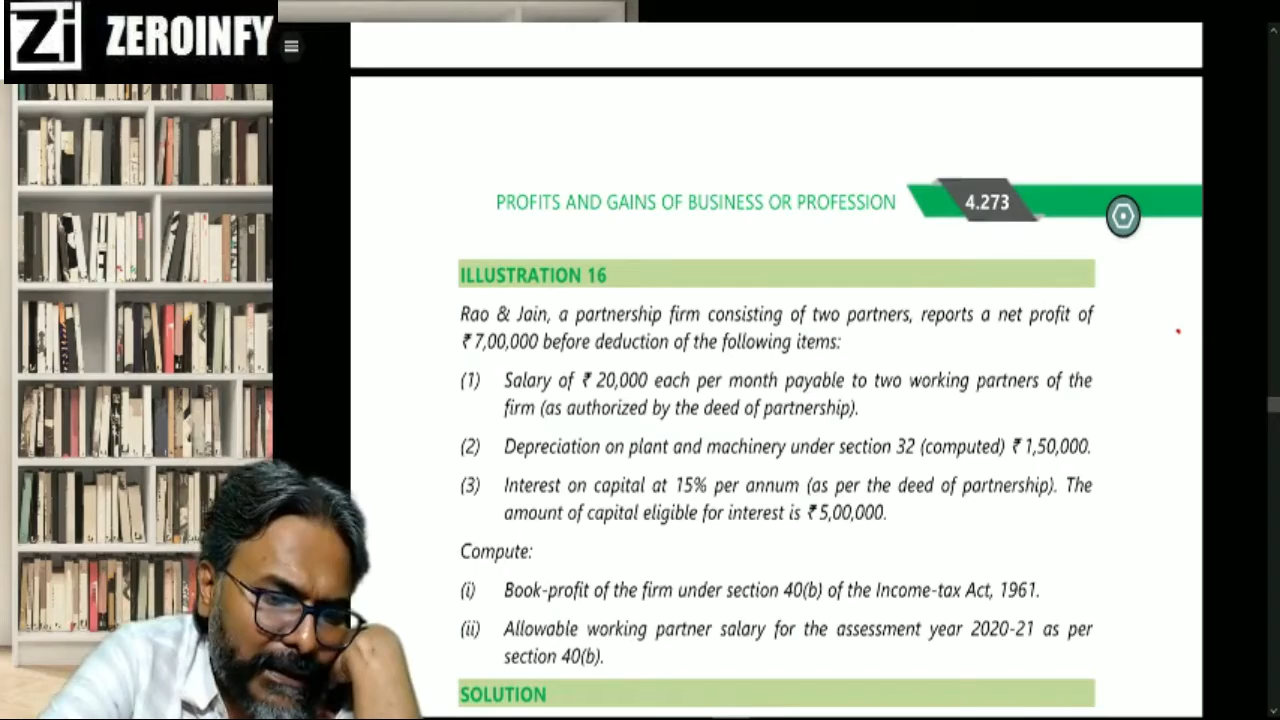 Zi ZEROINFY
PROFITS AND GAINS OF BUSINESS OR PROFESSION 4.273
ILLUSTRATION 16
Rao & Jain, a partnership firm consisting of two partners, reports a net profit of
₹ 7,00,000 before deduction of the following items:
(1) Salary of ₹ 20,000 each per month payable to two working partners of the
firm (as authorized by the deed of partnership).
(2) Depreciation on plant and machinery under section 32 (computed) ₹ 1,50,000.
(3) Interest on capital at 15% per annum (as per the deed of partnership). The
amount of capital eligible for interest is ₹ 5,00,000.
Compute:
(i) Book-profit of the firm under section 40(b) of the Income-tax Act, 1961.
(ii) Allowable working partner salary for the assessment year 2020-21 as per
section 40(b).
SOLUTION